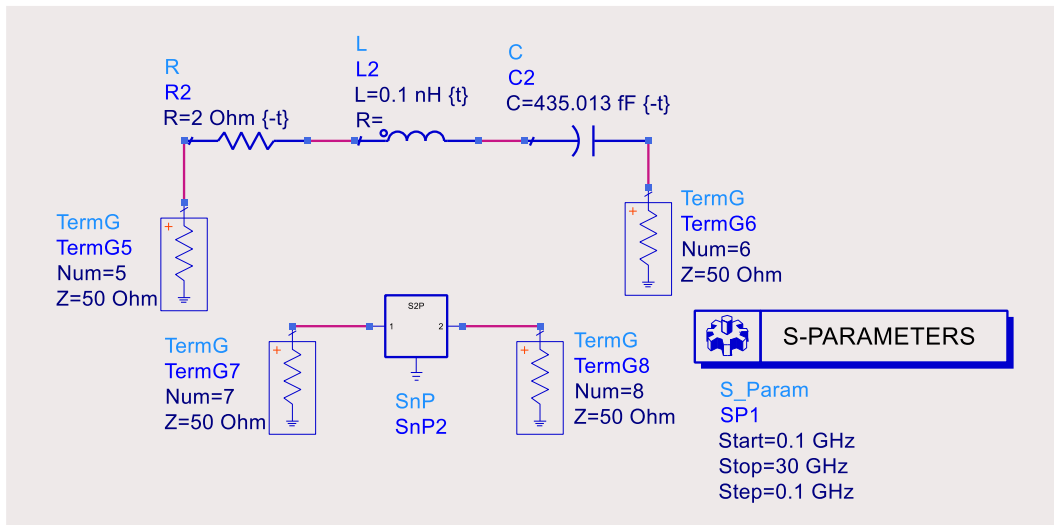 R
R2
R=2 Ohm {-t}
L
L2
L=0.1 nH {t}
R=
C
C2
C=435.013 fF {-t}
TermG
TermG5
Num=5
Z=50 Ohm
+
TermG
TermG6
Num=6
Z=50 Ohm
+
TermG
TermG7
Num=7
Z=50 Ohm
+
S2P
1
2
SnP
SnP2
TermG
TermG8
Num=8
Z=50 Ohm
+
S-PARAMETERS
S_Param
SP1
Start=0.1 GHz
Stop=30 GHz
Step=0.1 GHz